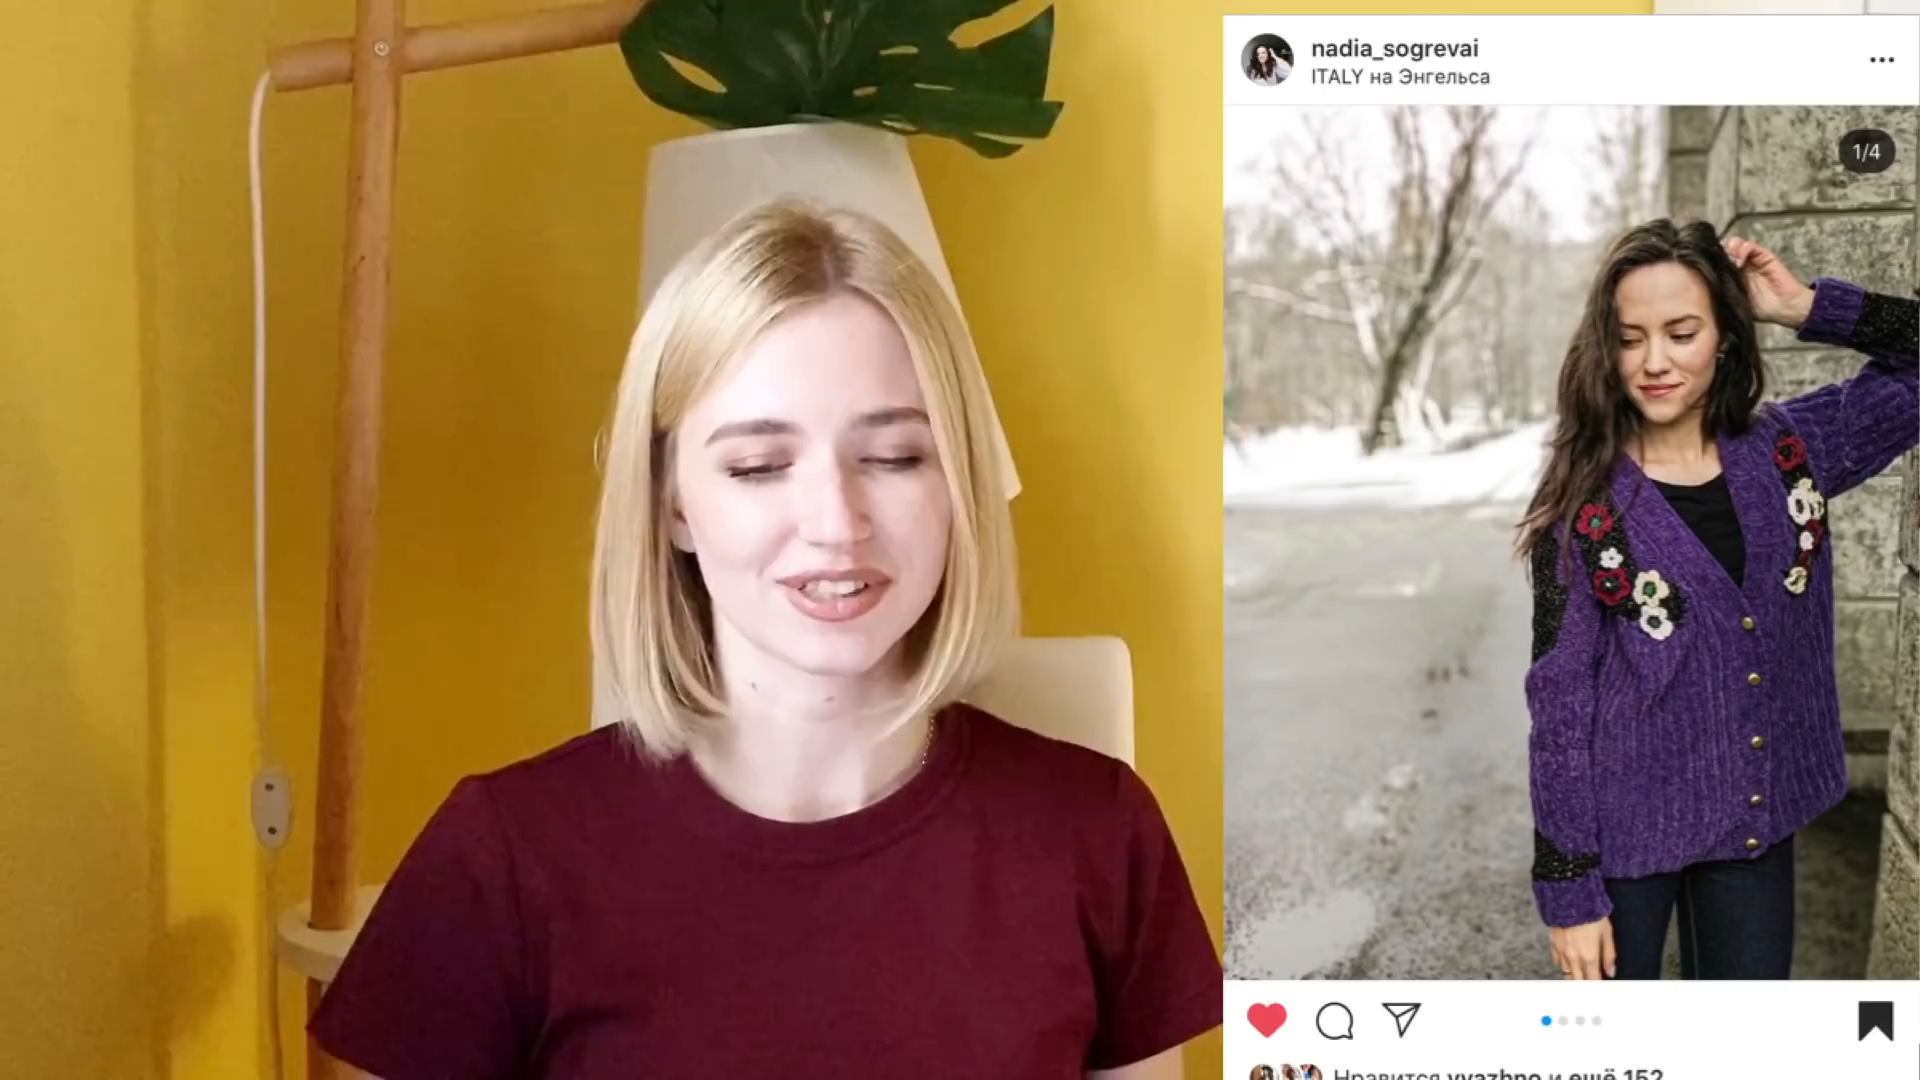 nadia_sogrevai
ITALY на Энгельса
1/4
Нравится vyazhno и ещё 152